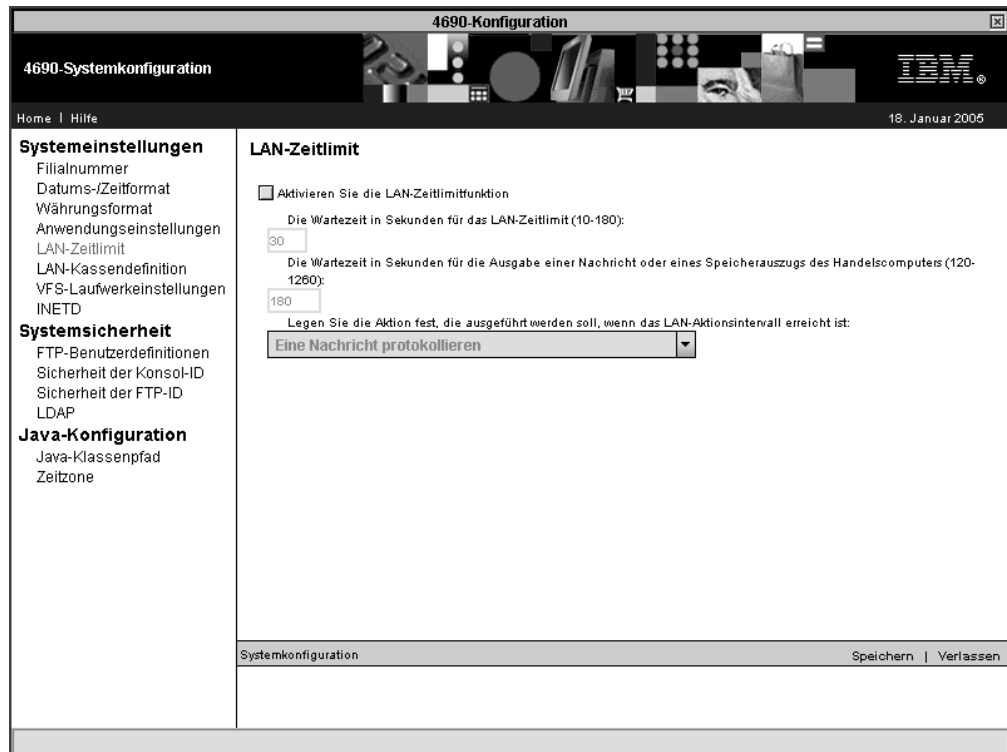 4690-Konfiguration
4690-Systemkonfiguration
IBM®
Home | Hilfe
18. Januar 2005
Systemeinstellungen
Filialnummer
Datums-/Zeitformat
Währungsformat
Anwendungseinstellungen
LAN-Zeitlimit
LAN-Kassendefinition
VFS-Laufwerkeinstellungen
INETD
Systemsicherheit
FTP-Benutzerdefinitionen
Sicherheit der Konsol-ID
Sicherheit der FTP-ID
LDAP
Java-Konfiguration
Java-Klassenpfad
Zeitzone
LAN-Zeitlimit
Aktivieren Sie die LAN-Zeitlimitfunktion
Die Wartezeit in Sekunden für das LAN-Zeitlimit (10-180):
30
Die Wartezeit in Sekunden für die Ausgabe einer Nachricht oder eines Speicherauszugs des Handelscomputers (120-
1260):
180
Legen Sie die Aktion fest, die ausgeführt werden soll, wenn das LAN-Aktionsintervall erreicht ist:
Eine Nachricht protokollieren
Systemkonfiguration
Speichern | Verlassen